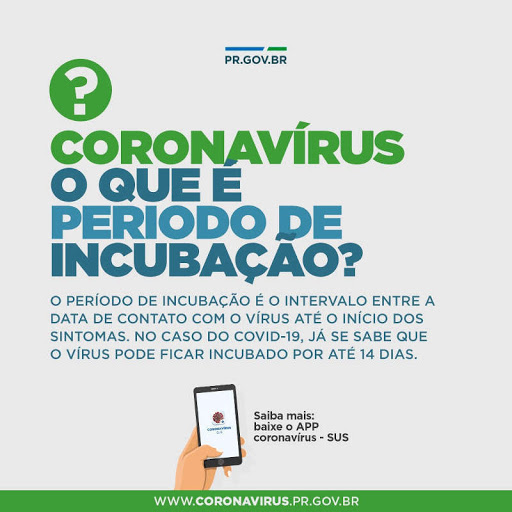 PR.GOV.BR
?
CORONAVÍRUS
O QUE É
PERIODO DE
INCUBAÇÃO?
O PERÍODO DE INCUBAÇÃO É O INTERVALO ENTRE A
DATA DE CONTATO COM O VÍRUS ATÉ O INÍCIO DOS
SINTOMAS. NO CASO DO COVID-19, JÁ SE SABE QUE
O VÍRUS PODE FICAR INCUBADO POR ATÉ 14 DIAS.
CORONAVÍRUS
SUS
Saiba mais:
baixe o APP
coronavírus - SUS
WWW.CORONAVIRUS.PR.GOV.BR